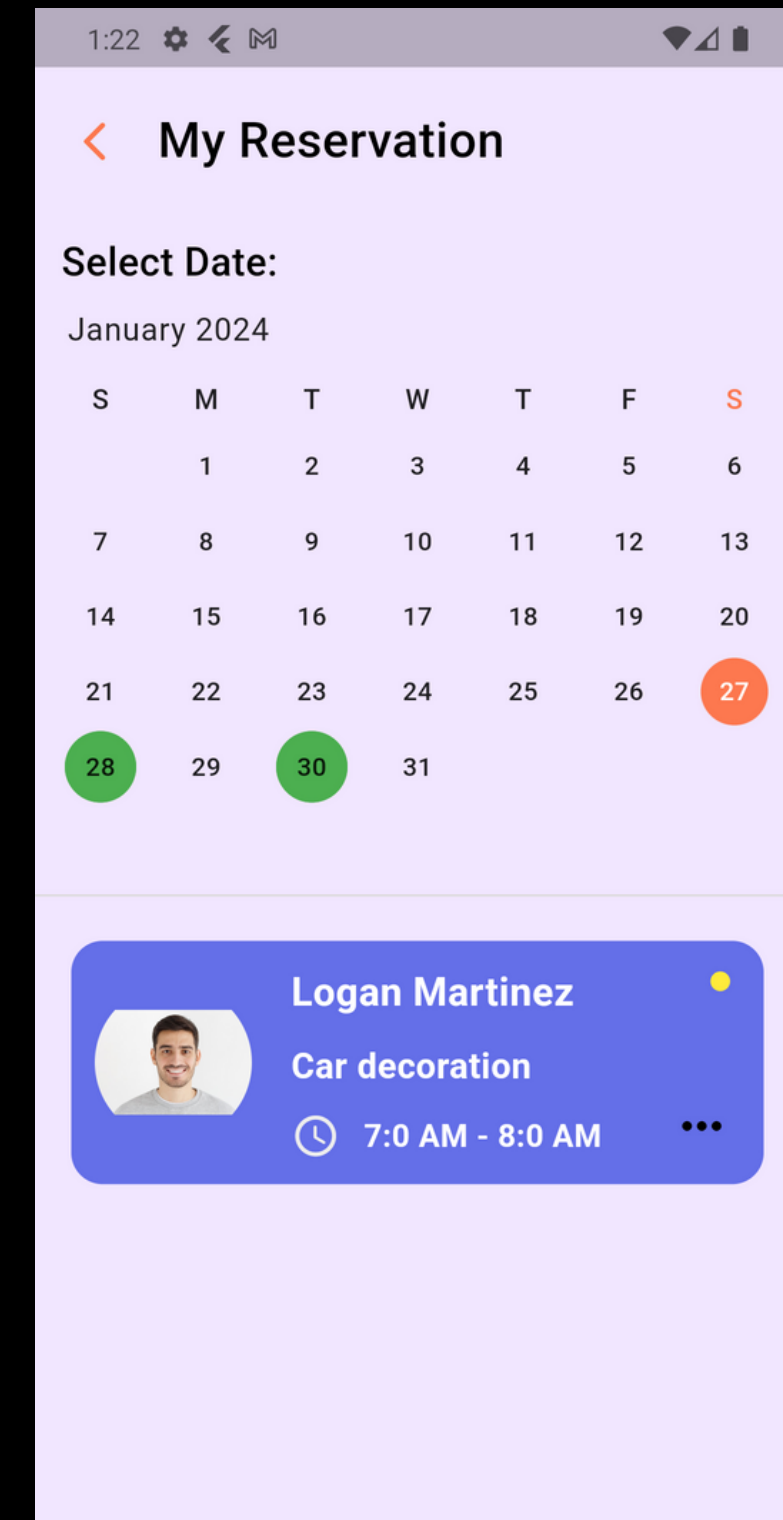 1:22
My Reservation
Select Date:
January 2024
S M T W T F S
1 2 3 4 5 6
7 8 9 10 11 12 13
14 15 16 17 18 19 20
21 22 23 24 25 26 27
28 29 30 31
Logan Martinez
Car decoration
7:0 AM - 8:0 AM